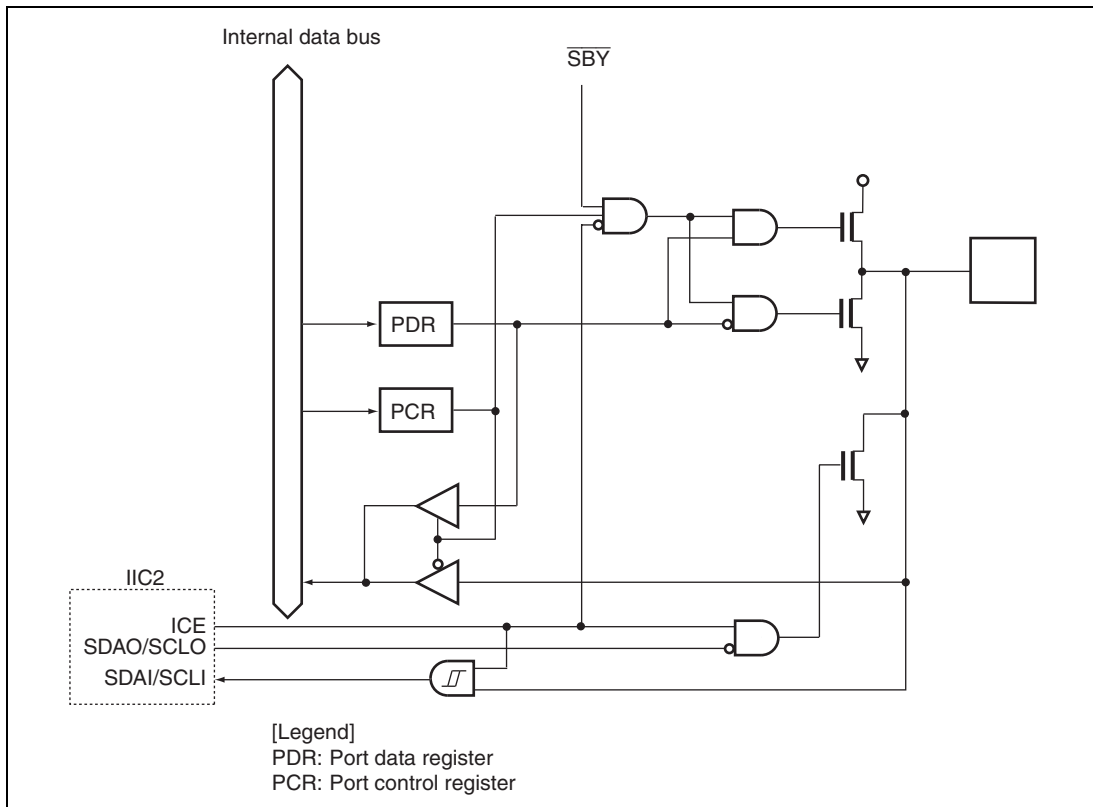 Internal data bus
SBY
PDR
PCR
IIC2
ICE
SDAO/SCLO
SDAI/SCLI
[Legend]
PDR: Port data register
PCR: Port control register